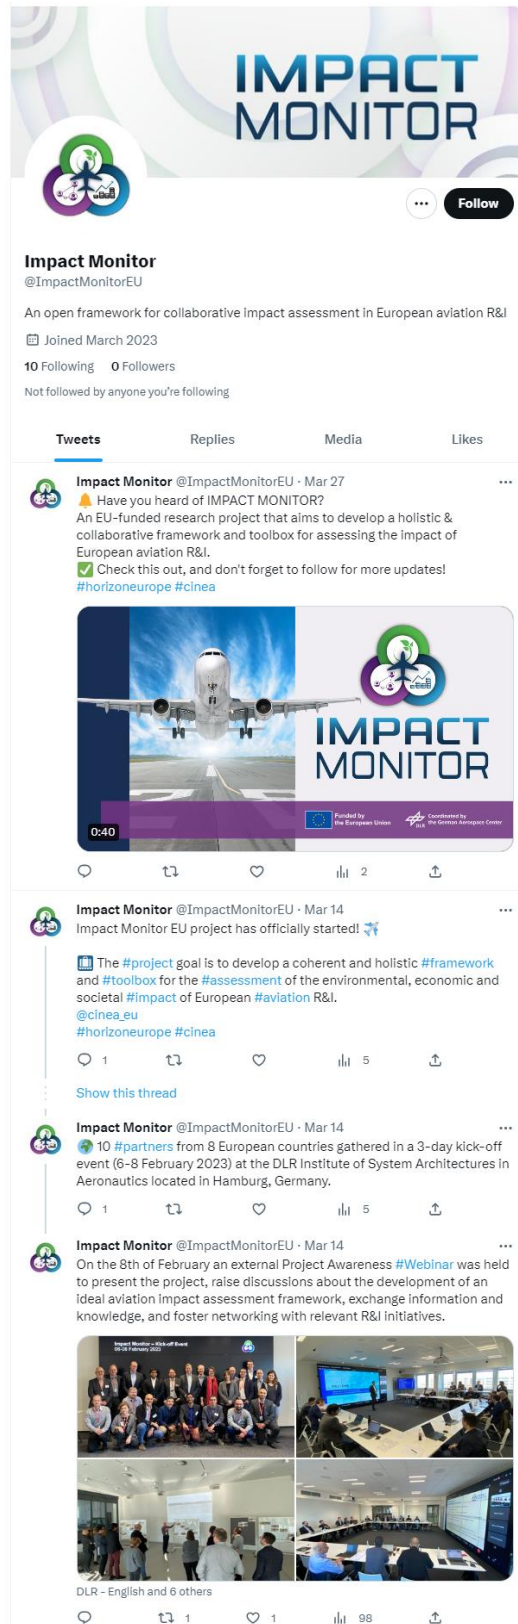 IMPACT
MONITOR
Follow
Impact Monitor
@ImpactMonitorEU
An open framework for collaborative impact assessment in European aviation R&I
Joined March 2023
10 Following 0 Followers
Not followed by anyone you're following
Tweets Replies Media Likes
Impact Monitor @ImpactMonitorEU · Mar 27
🔔 Have you heard of IMPACT MONITOR?
An EU-funded research project that aims to develop a holistic &
collaborative framework and toolbox for assessing the impact of
European aviation R&I.
✅ Check this out, and don't forget to follow for more updates!
#horizoneurope #cinea
IMPACT
MONITOR
Funded by
the European Union
DLR
Coordinated by
the German Aerospace Center
0:40
2
Impact Monitor @ImpactMonitorEU · Mar 14
Impact Monitor EU project has officially started! ✈️
The #project goal is to develop a coherent and holistic #framework
and #toolbox for the #assessment of the environmental, economic and
societal #impact of European #aviation R&I.
@cinea_eu
#horizoneurope #cinea
1 5
Show this thread
Impact Monitor @ImpactMonitorEU · Mar 14
🌍 10 #partners from 8 European countries gathered in a 3-day kick-off
event (6-8 February 2023) at the DLR Institute of System Architectures in
Aeronautics located in Hamburg, Germany.
1 5
Impact Monitor @ImpactMonitorEU · Mar 14
On the 8th of February an external Project Awareness #Webinar was held
to present the project, raise discussions about the development of an
ideal aviation impact assessment framework, exchange information and
knowledge, and foster networking with relevant R&I initiatives.
Impact Monitor – Kick-off Event
06-08 February 2023
DLR - English and 6 others
1 1 98